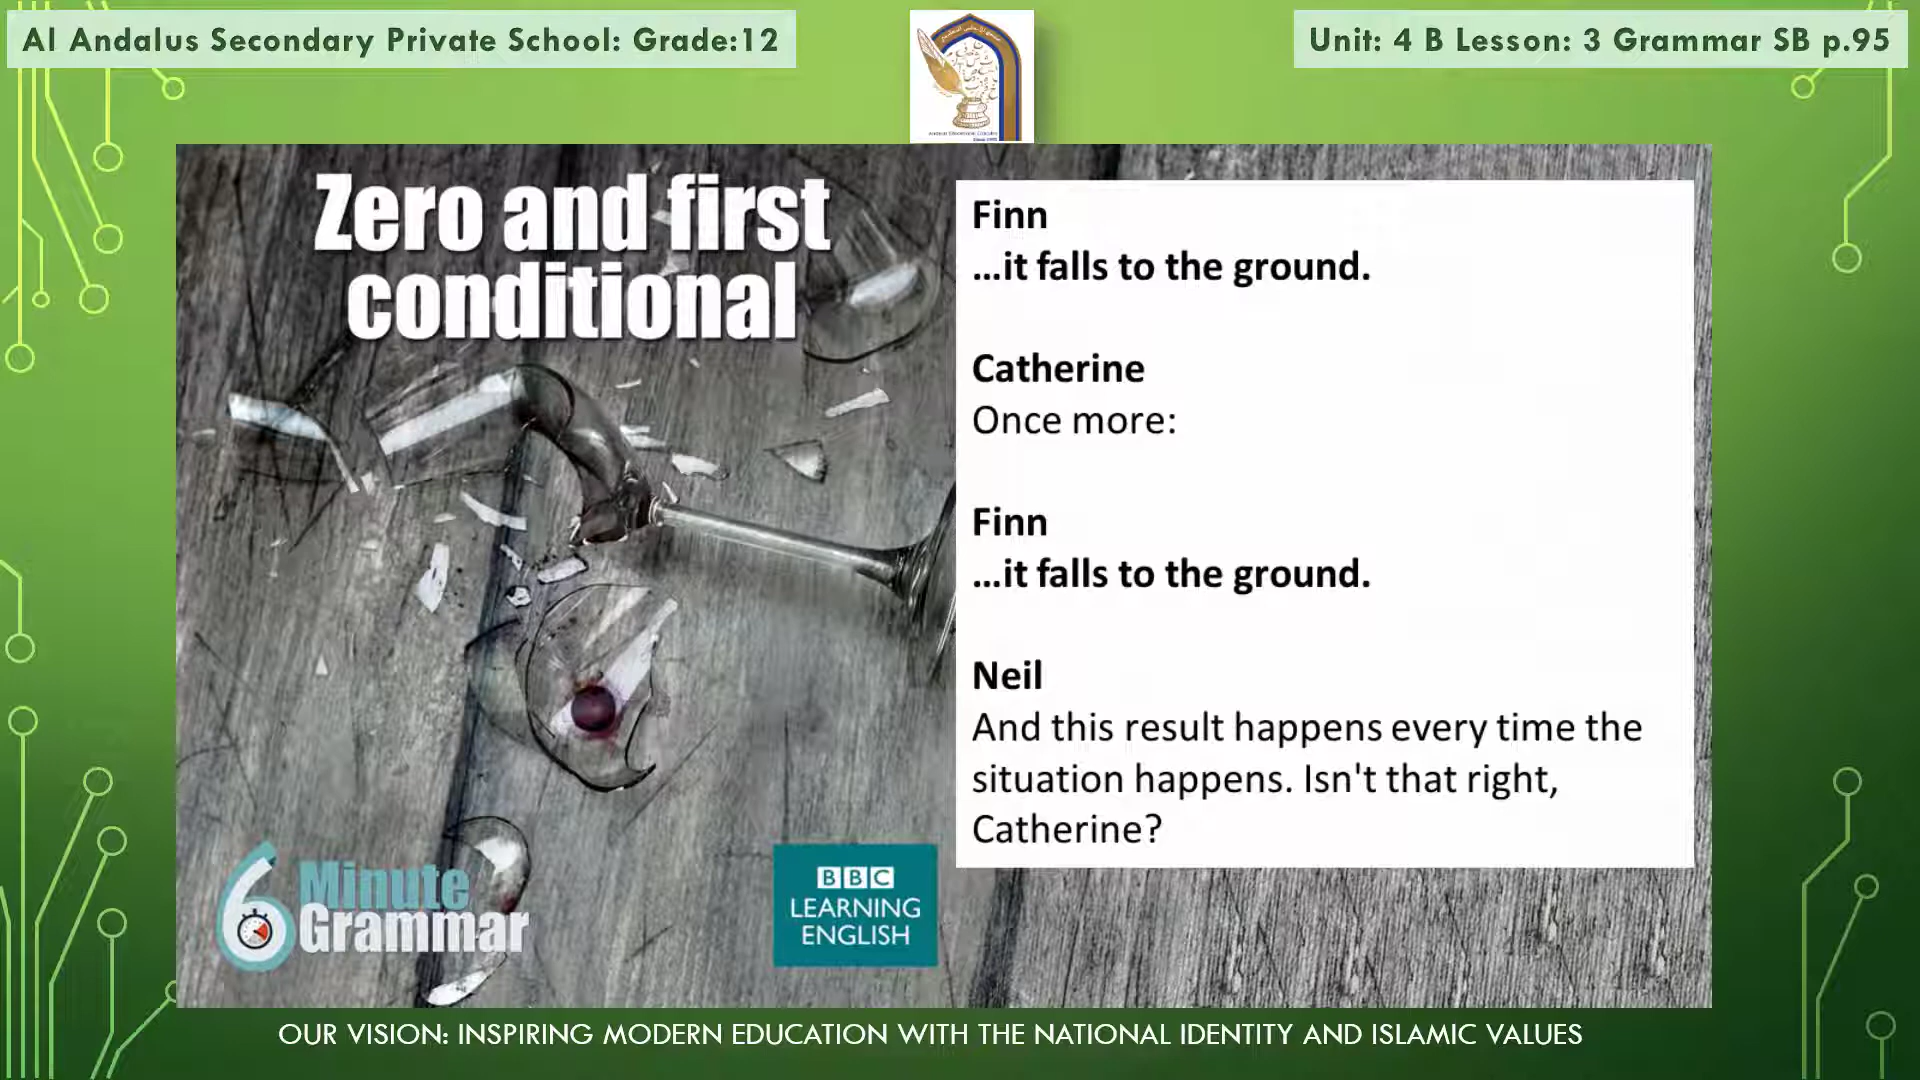 Al Andalus Secondary Private School: Grade:12
Unit: 4 B Lesson: 3 Grammar SB p.95
Zero and first
conditional
Finn
...it falls to the ground.
Catherine
Once more:
Finn
...it falls to the ground.
Neil
And this result happens every time the
situation happens. Isn't that right,
Catherine?
6 Minute
Grammar
BBC
LEARNING
ENGLISH
OUR VISION: INSPIRING MODERN EDUCATION WITH THE NATIONAL IDENTITY AND ISLAMIC VALUES